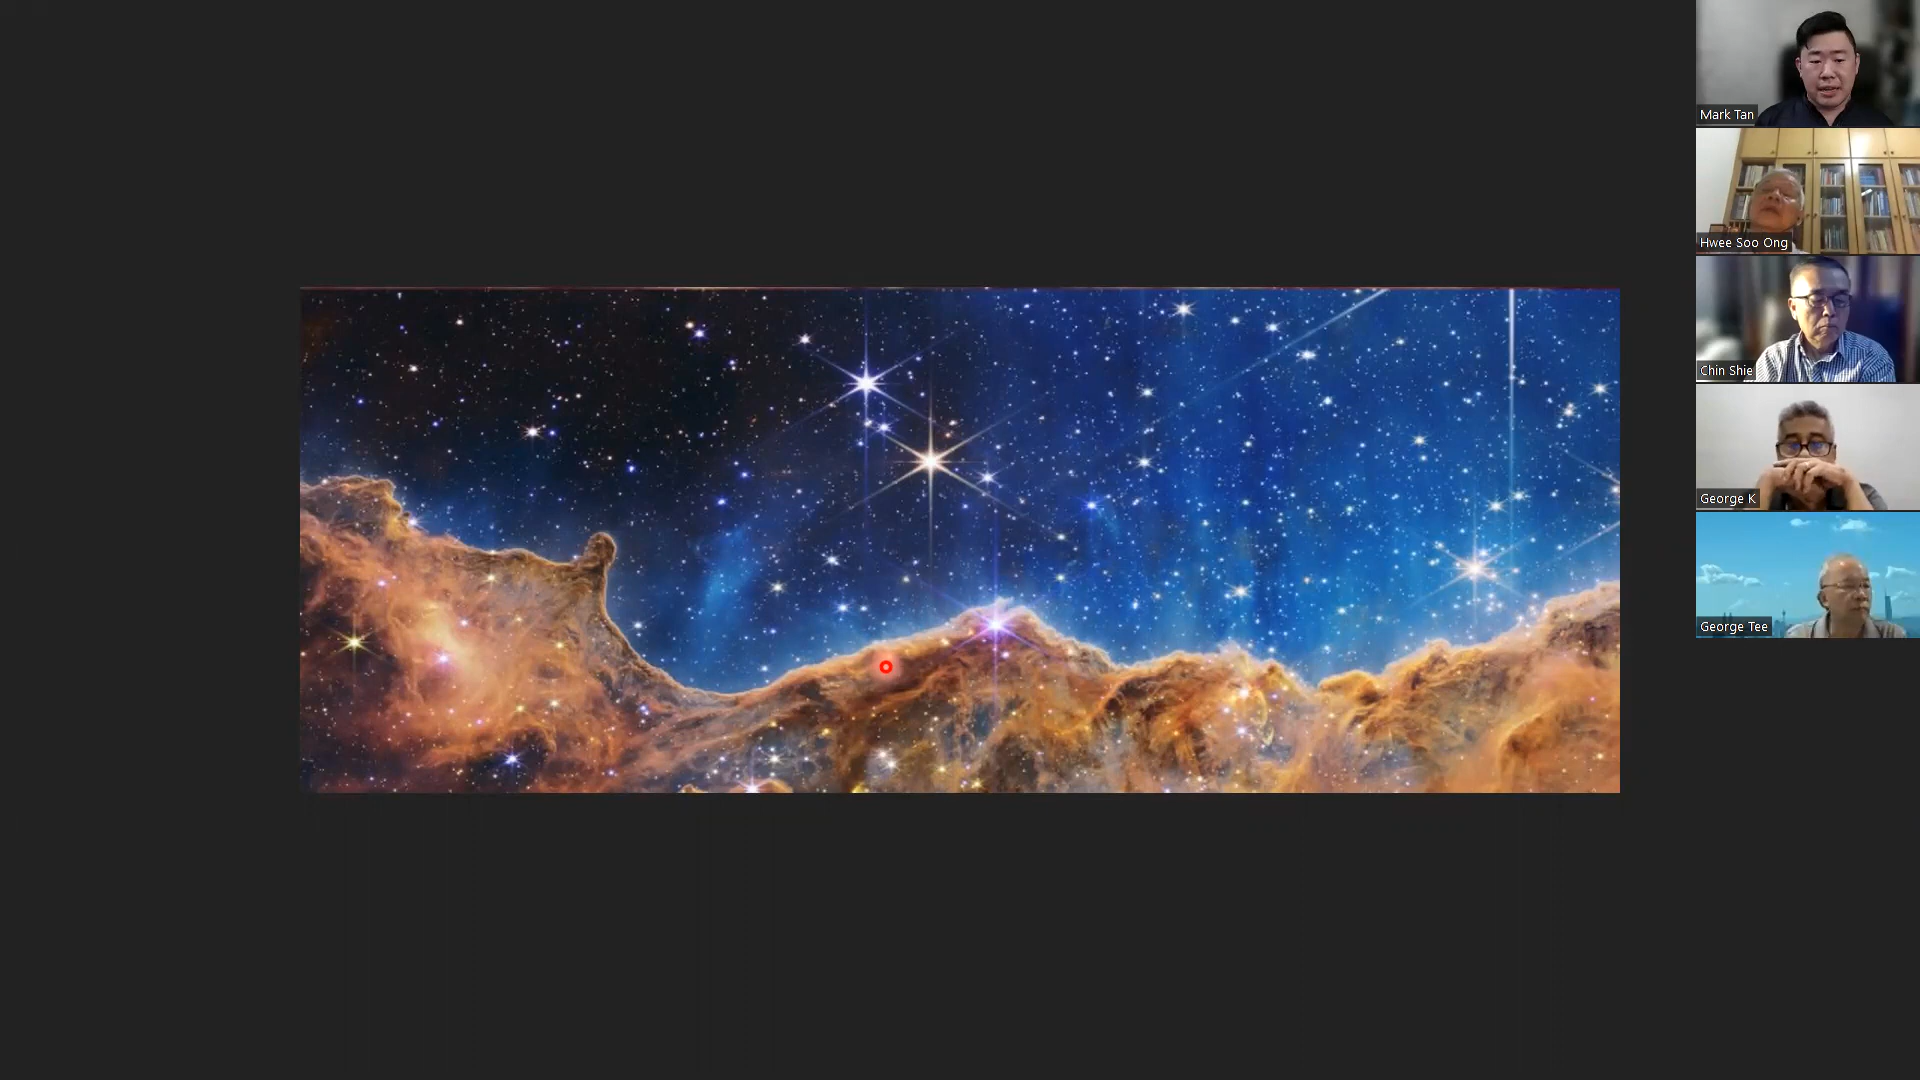 Mark Tan
Hwee Soo Ong
Chin Shie
George K
George Tee